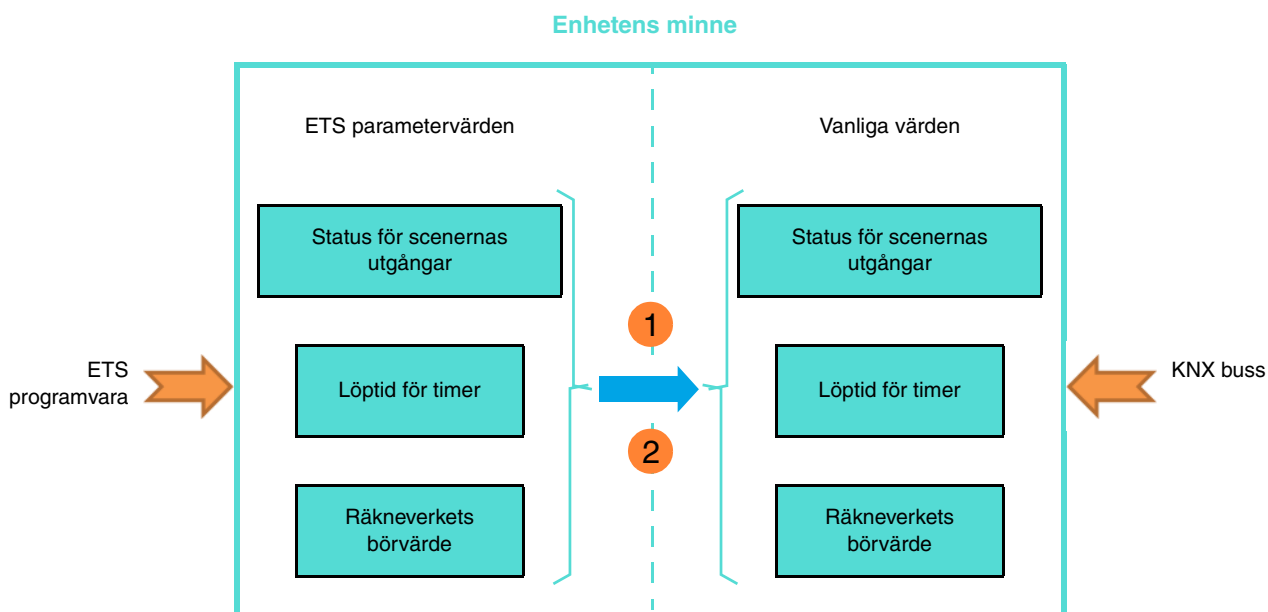 Enhetens minne
ETS parametervärden
Vanliga värden
Status för scenernas
utgångar
Status för scenernas
utgångar
1
ETS
programvara
Löptid för timer
Löptid för timer
KNX buss
2
Räkneverkets
börvärde
Räkneverkets
börvärde